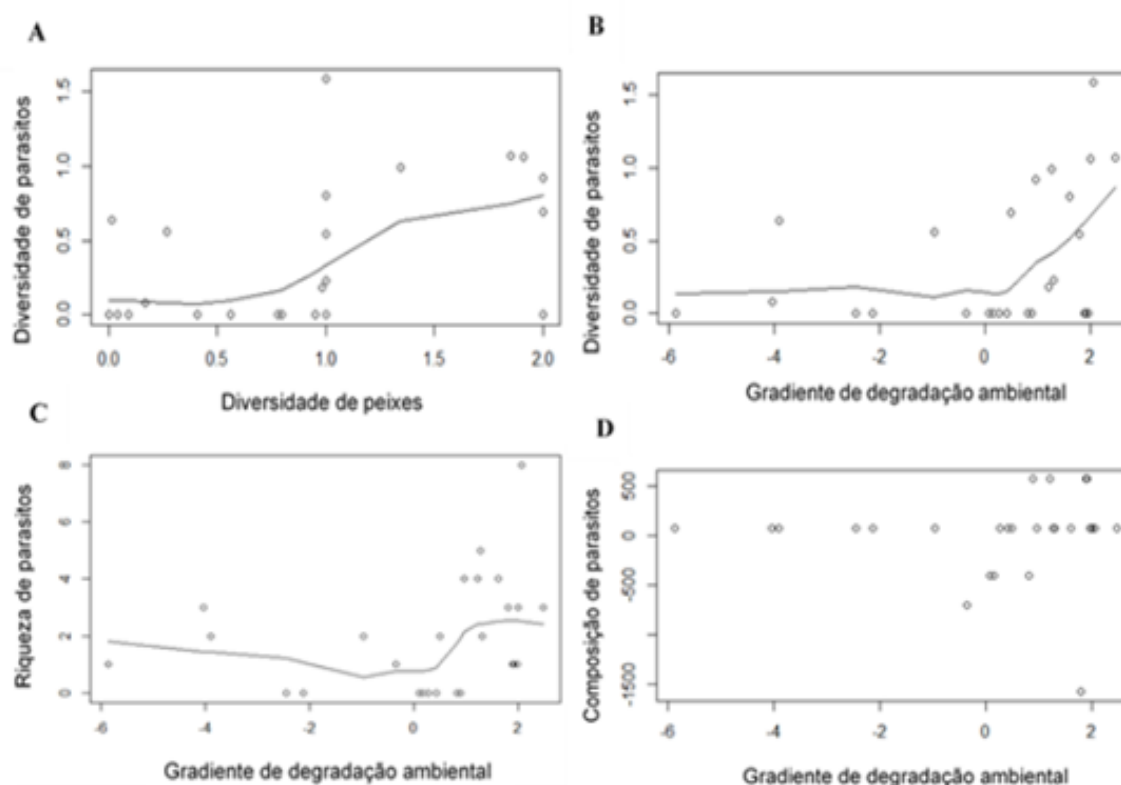 A
Diversidade de parasitos
1.5
1.0
0.5
0.0
0.0 0.5 1.0 1.5 2.0
Diversidade de peixes
B
Diversidade de parasitos
1.5
1.0
0.5
0.0
-6 -4 -2 0 2
Gradiente de degradação ambiental
C
Riqueza de parasitos
8
6
4
2
0
-6 -4 -2 0 2
Gradiente de degradação ambiental
D
Composição de parasitos
500
0
-500
-1500
-6 -4 -2 0 2
Gradiente de degradação ambiental